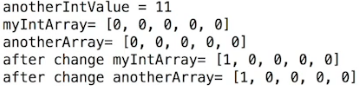 anotherIntValue = 11
myIntArray= [0, 0, 0, 0, 0]
anotherArray= [0, 0, 0, 0, 0]
after change myIntArray= [1, 0, 0, 0, 0]
after change anotherArray= [1, 0, 0, 0, 0]